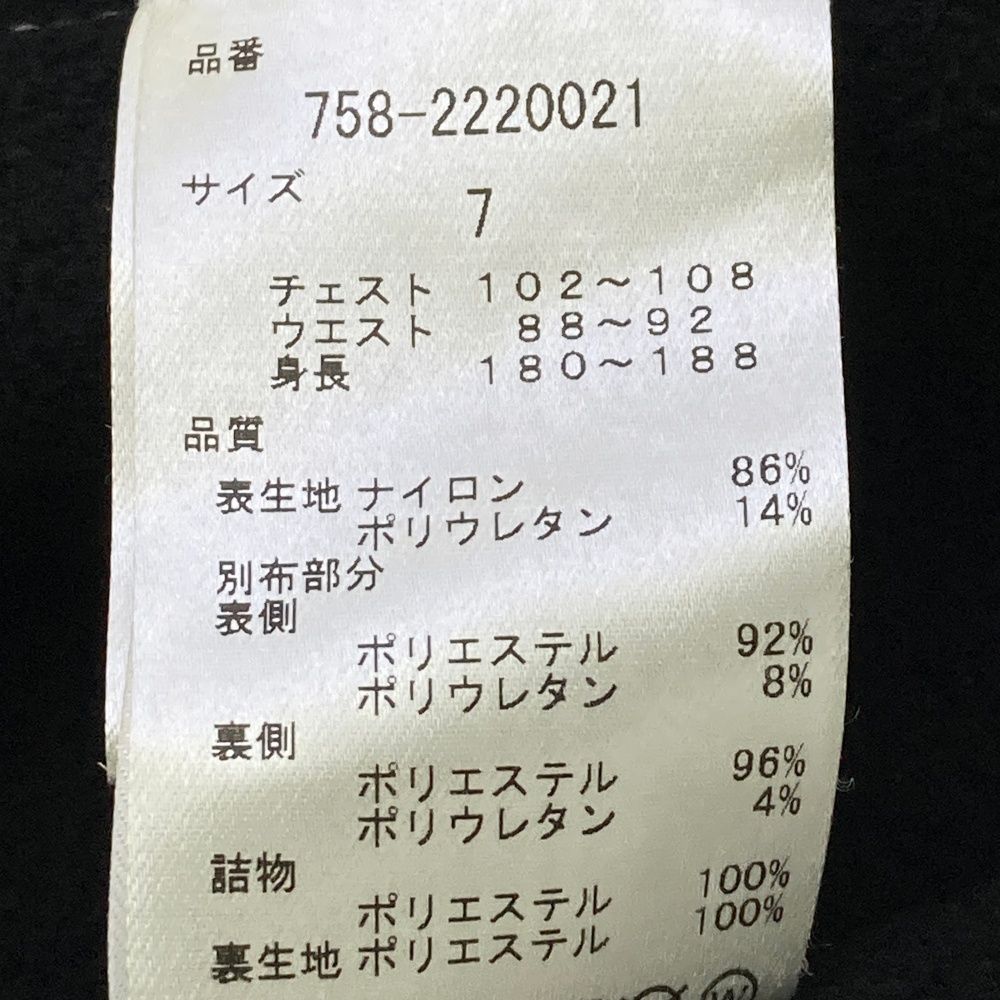 品番
758-2220021
サイズ 7
チェスト 102～108
ウエスト 88～92
身長 180～188
品質
表生地 ナイロン 86%
ポリウレタン 14%
別布部分
表側
ポリエステル 92%
ポリウレタン 8%
裏側
ポリエステル 96%
ポリウレタン 4%
詰物
ポリエステル 100%
裏生地 ポリエステル 100%